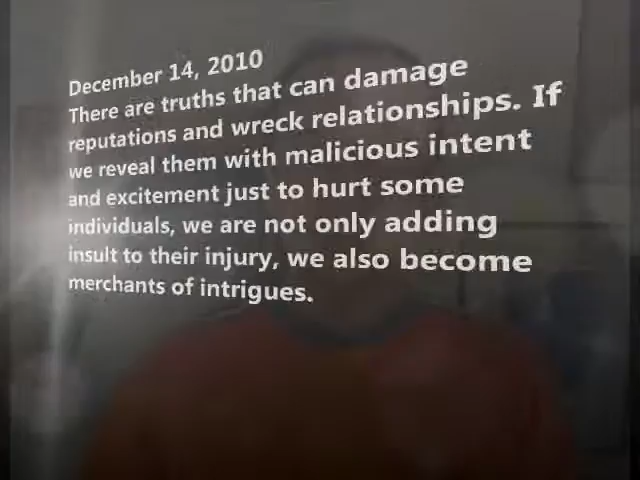 December 14, 2010
There are truths that can damage
reputations and wreck relationships. If
we reveal them with malicious intent
and excitement just to hurt some
individuals, we are not only adding
insult to their injury, we also become
merchants of intrigues.